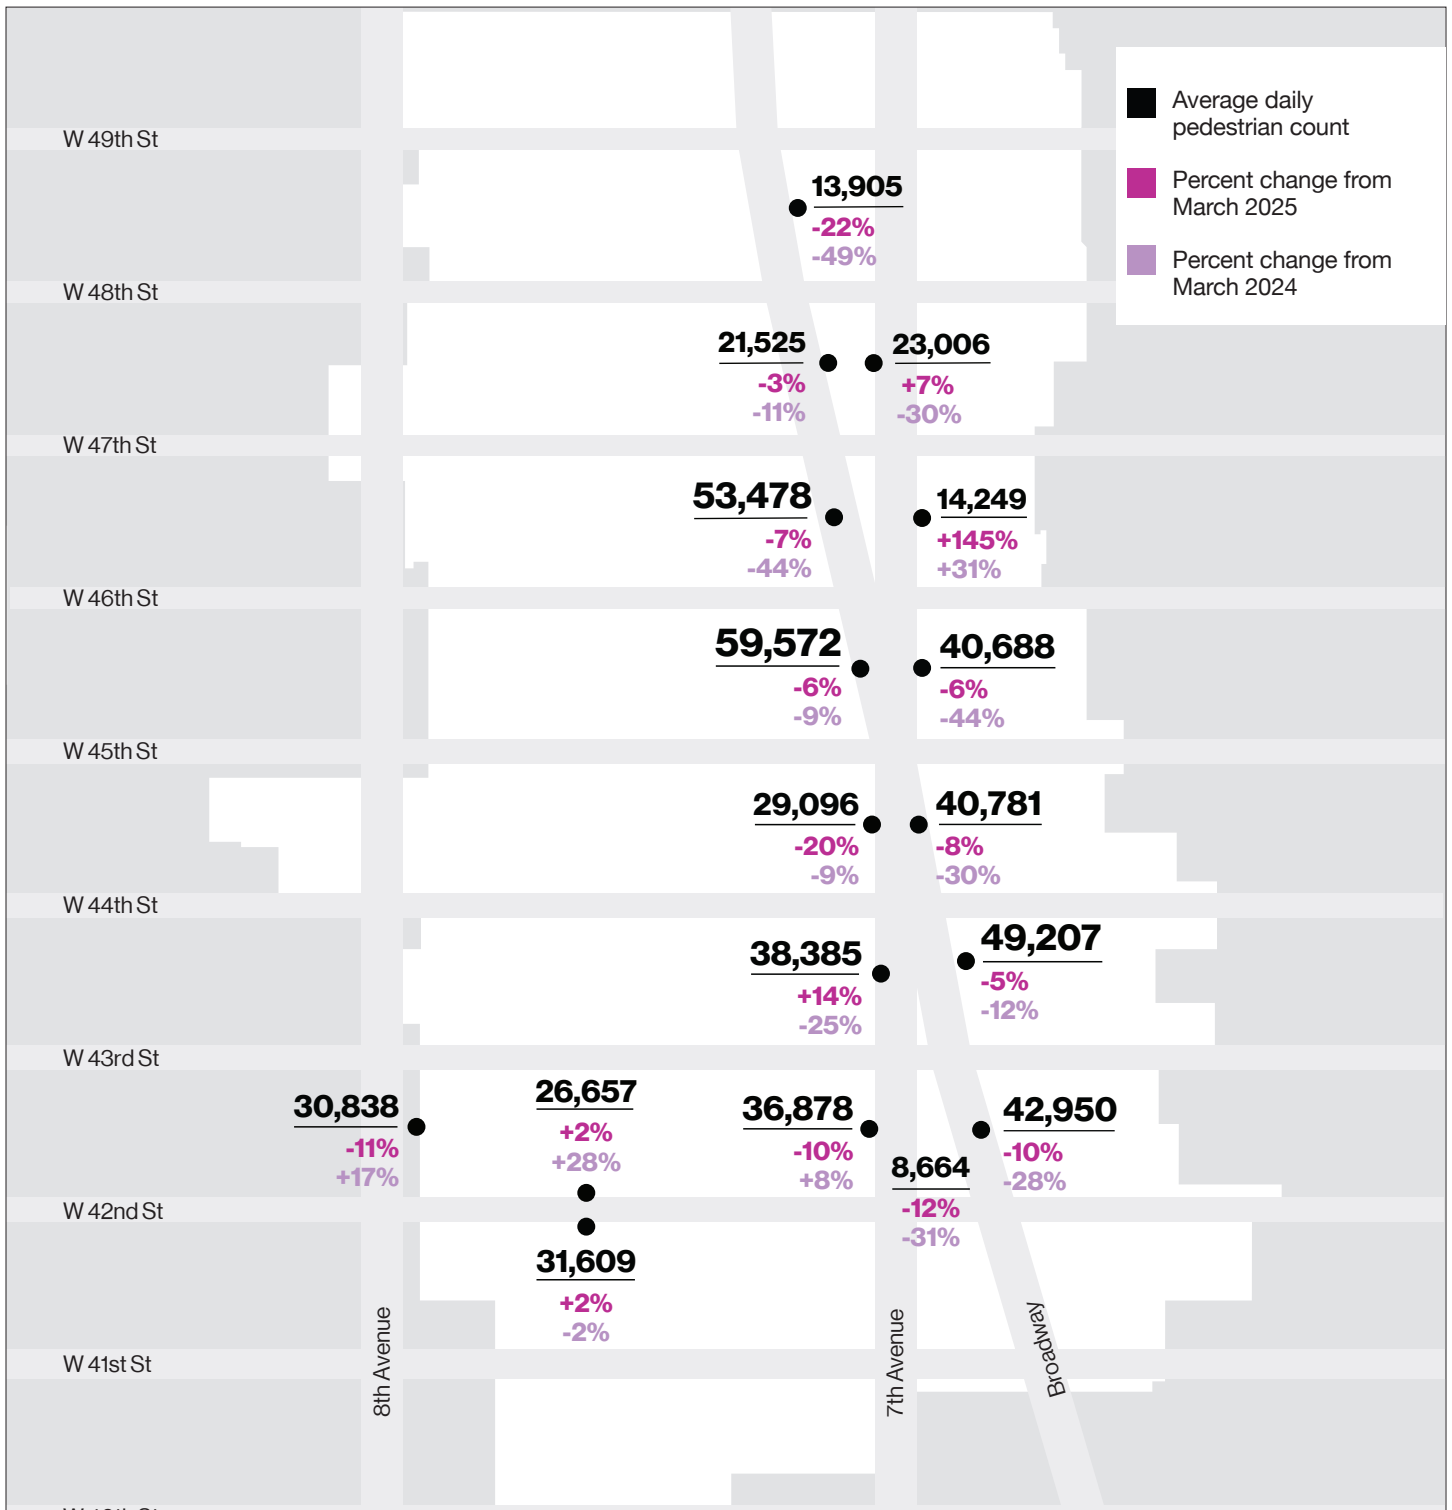 Average daily
pedestrian count
Percent change from
March 2025
Percent change from
March 2024
W 49th St
13,905
-22%
-49%
W 48th St
21,525
-3%
-11%
23,006
+7%
-30%
W 47th St
53,478
-7%
-44%
14,249
+145%
+31%
W 46th St
59,572
-6%
-9%
40,688
-6%
-44%
W 45th St
29,096
-20%
-9%
40,781
-8%
-30%
W 44th St
38,385
+14%
-25%
49,207
-5%
-12%
W 43rd St
30,838
-11%
+17%
26,657
+2%
+28%
36,878
-10%
+8%
8,664
-12%
-31%
42,950
-10%
-28%
W 42nd St
31,609
+2%
-2%
W 41st St
8th Avenue
7th Avenue
Broadway